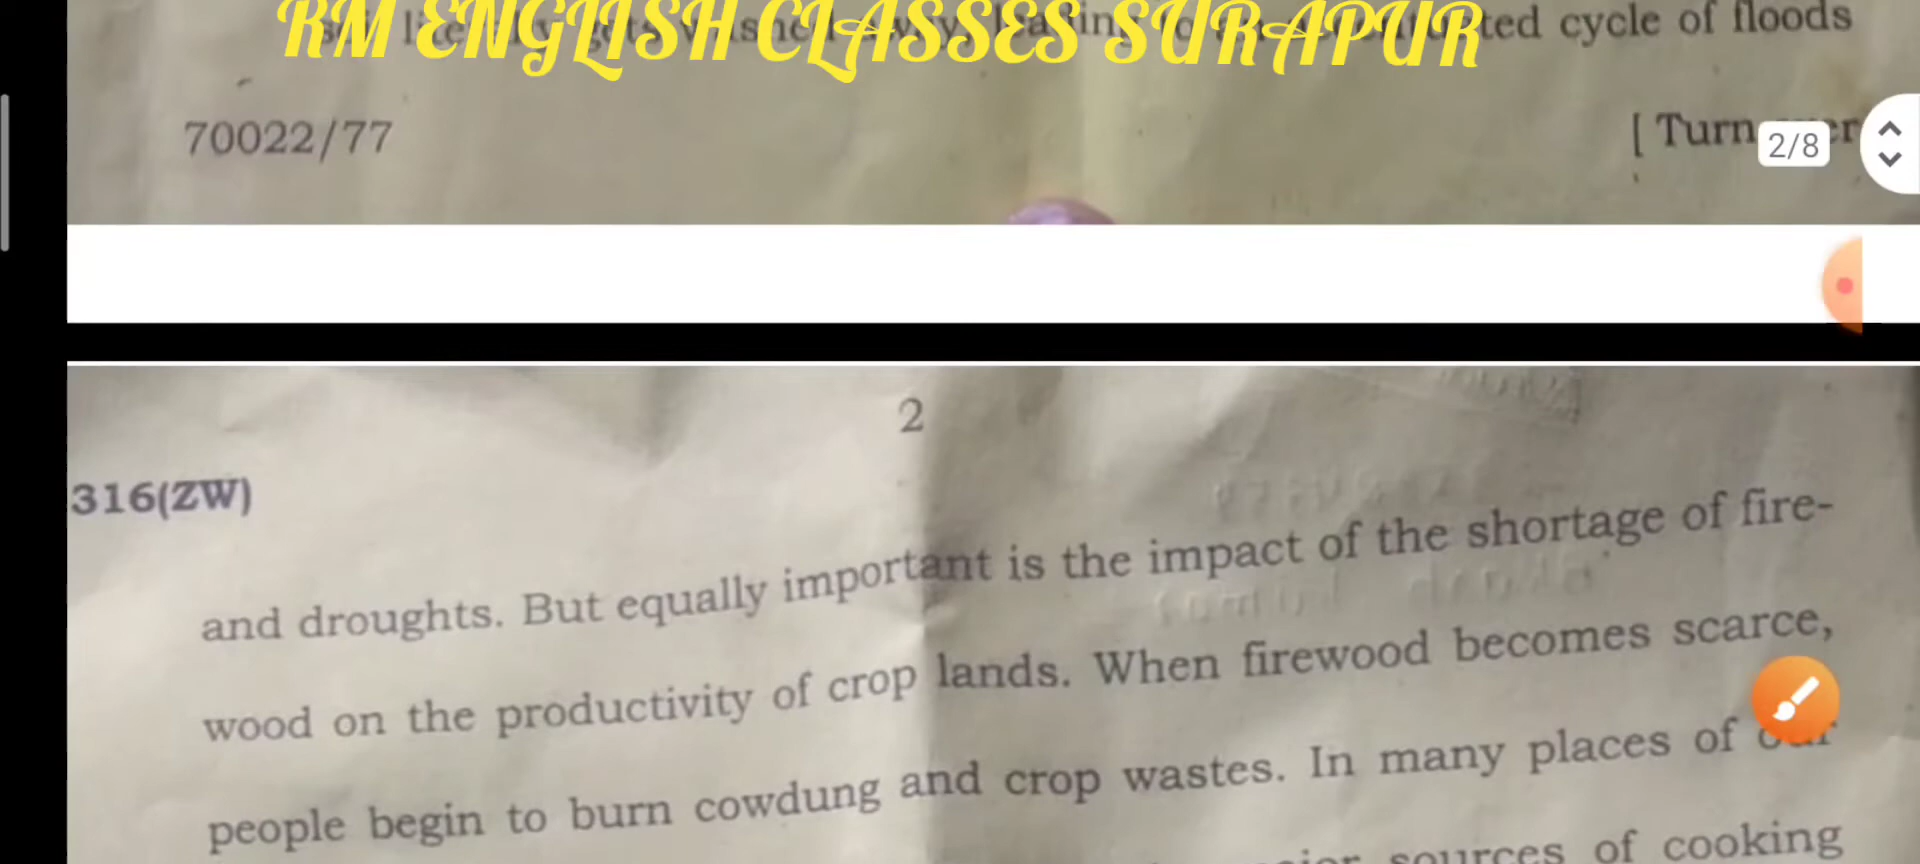 RM ENGLISH CLASSES SURAPUR
cycle of floods
70022/77
[ Turn
2/8
2
316(ZW)
and droughts. But equally important is the impact of the shortage of fire-
wood on the productivity of crop lands. When firewood becomes scarce,
people begin to burn cowdung and crop wastes. In many places of
sources of cooking